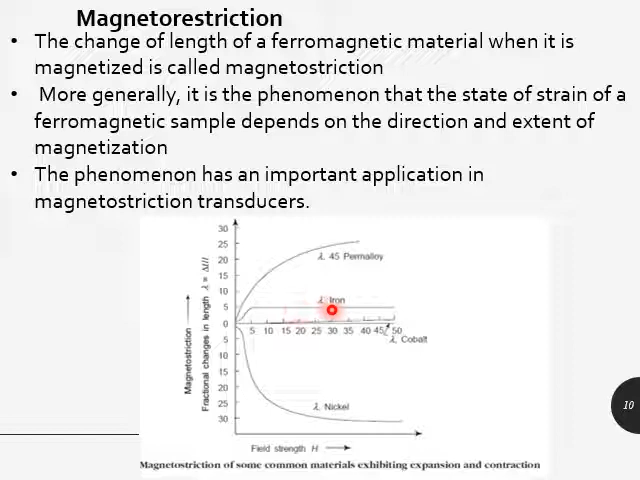 Magnetorestriction
• The change of length of a ferromagnetic material when it is
magnetized is called magnetostriction
• More generally, it is the phenomenon that the state of strain of a
ferromagnetic sample depends on the direction and extent of
magnetization
• The phenomenon has an important application in
magnetostriction transducers.
30
25
20
15
10
5
0
5
10
15
20
25
30
Magnetostriction
Fractional changes in length λ = Δl/l
λ 45 Permalloy
λ Iron
5 10 15 20 25 30 35 40 45 50
λ Cobalt
λ Nickel
Field strength H
Magnetostriction of some common materials exhibiting expansion and contraction
10